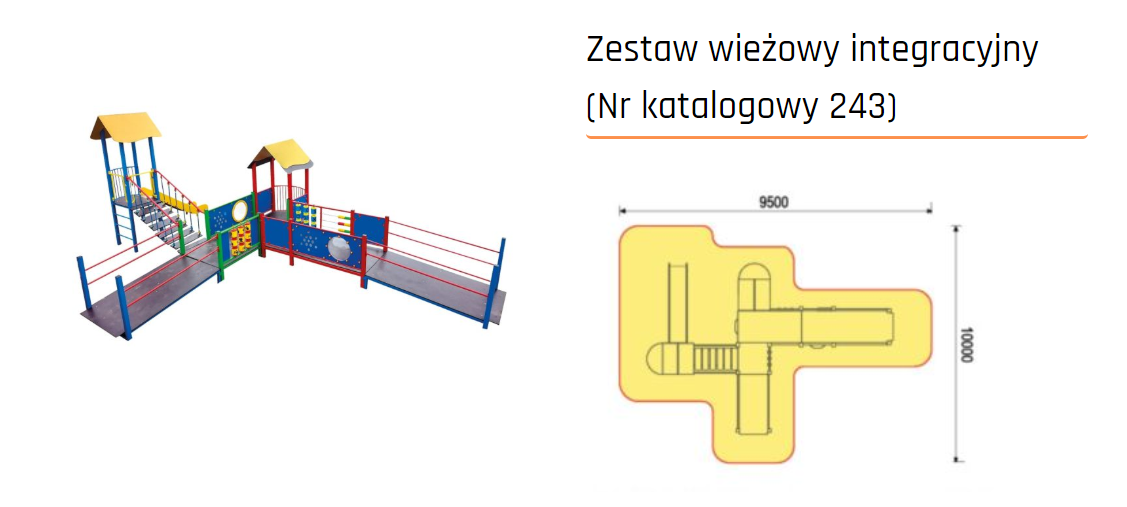 Zestaw wieżowy integracyjny
(Nr katalogowy 243)
9500
10000